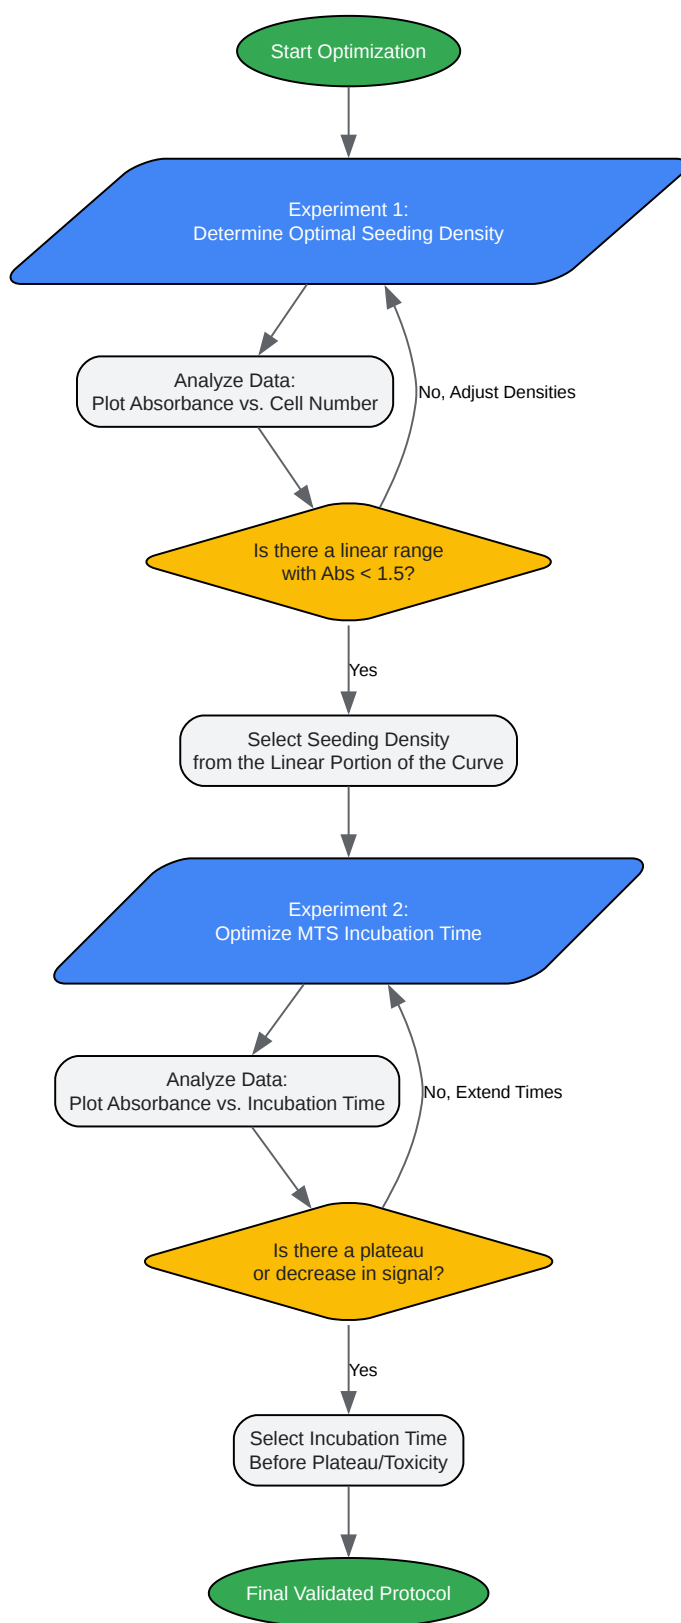 Start Optimization
Experiment 1:
Determine Optimal Seeding Density
Analyze Data:
Plot Absorbance vs. Cell Number
No, Adjust Densities
Is there a linear range
with Abs < 1.5?
Yes
Select Seeding Density
from the Linear Portion of the Curve
Experiment 2:
Optimize MTS Incubation Time
Analyze Data:
Plot Absorbance vs. Incubation Time
No, Extend Times
Is there a plateau
or decrease in signal?
Yes
Select Incubation Time
Before Plateau/Toxicity
Final Validated Protocol